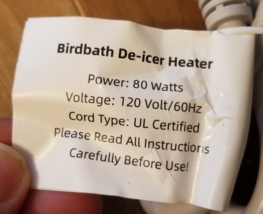 Birdbath De-icer Heater
Power: 80 Watts
Voltage: 120 Volt/60Hz
Cord Type: UL Certified
Please Read All Instructions
Carefully Before Use!